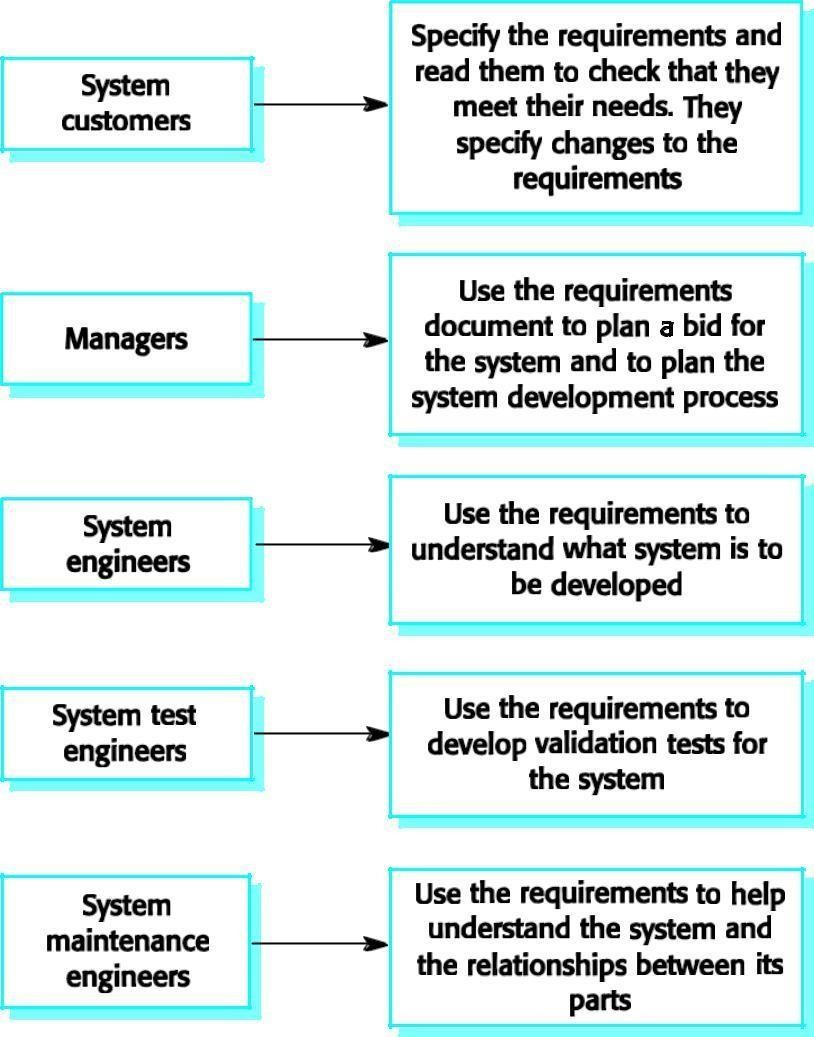 System
customers
Specify the requirements and
read them to check that they
meet their needs. They
specify changes to the
requirements
Managers
Use the requirements
document to plan a bid for
the system and to plan the
system development process
System
engineers
Use the requirements to
understand what system is to
be developed
System test
engineers
Use the requirements to
develop validation tests for
the system
System
maintenance
engineers
Use the requirements to help
understand the system and
the relationships between its
parts